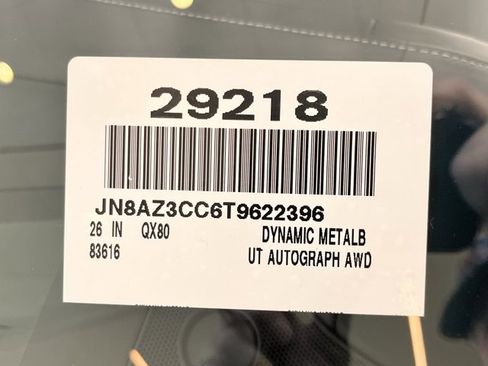 29218
JN8AZ3CC6T9622396
26 IN QX80 DYNAMIC METALB
83616 UT AUTOGRAPH AWD